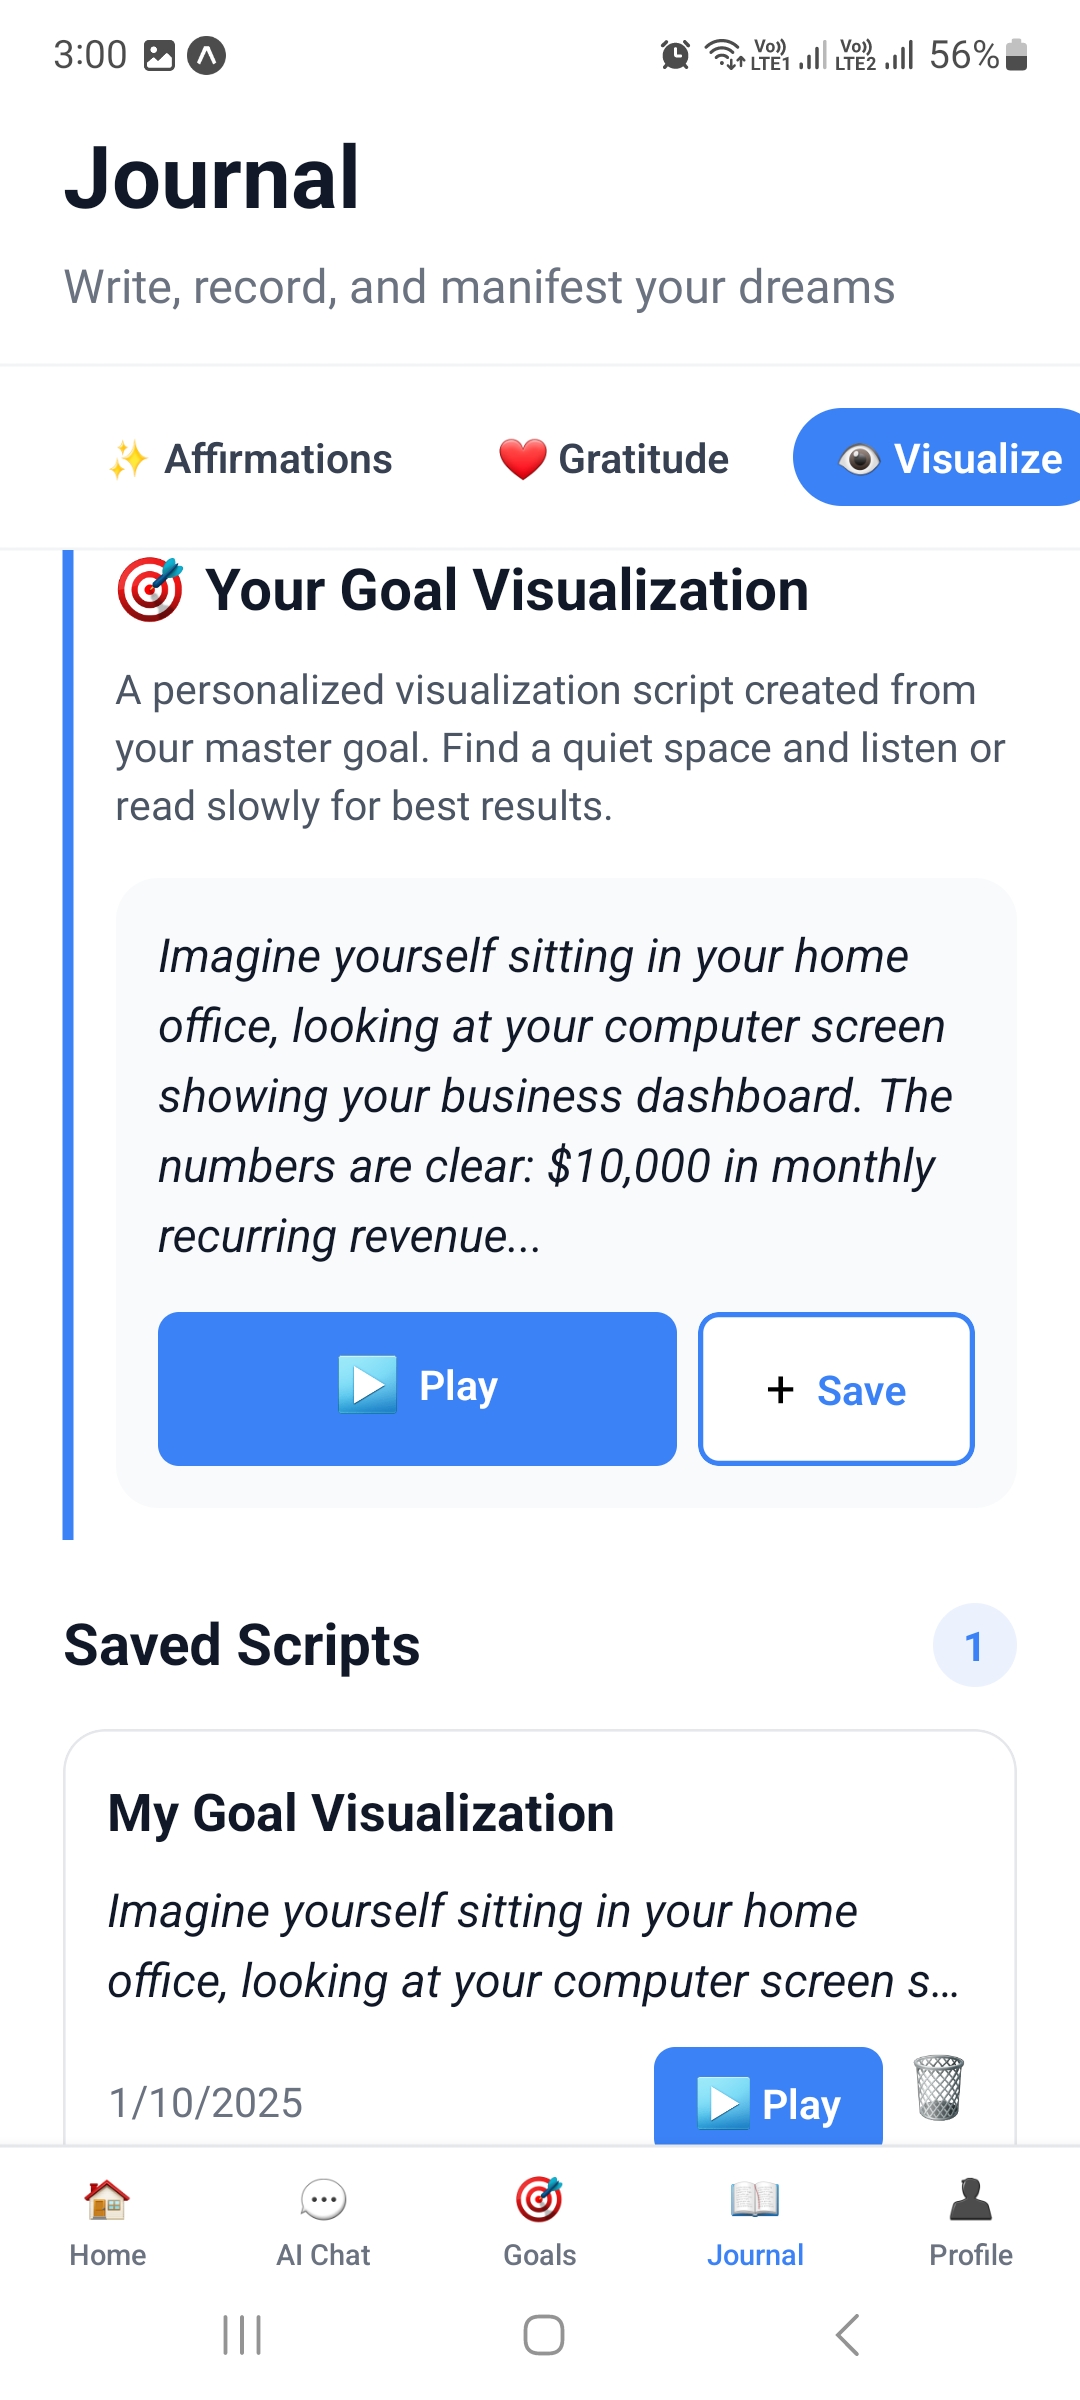 3:00
Vo)) LTE1
Vo)) LTE2
56%
Journal
Write, record, and manifest your dreams
✨ Affirmations
❤️ Gratitude
👁️ Visualize
🎯 Your Goal Visualization
A personalized visualization script created from
your master goal. Find a quiet space and listen or
read slowly for best results.
Imagine yourself sitting in your home
office, looking at your computer screen
showing your business dashboard. The
numbers are clear: $10,000 in monthly
recurring revenue...
▶️ Play
+ Save
Saved Scripts
1
My Goal Visualization
Imagine yourself sitting in your home
office, looking at your computer screen s...
1/10/2025
▶️ Play
Home
AI Chat
Goals
Journal
Profile